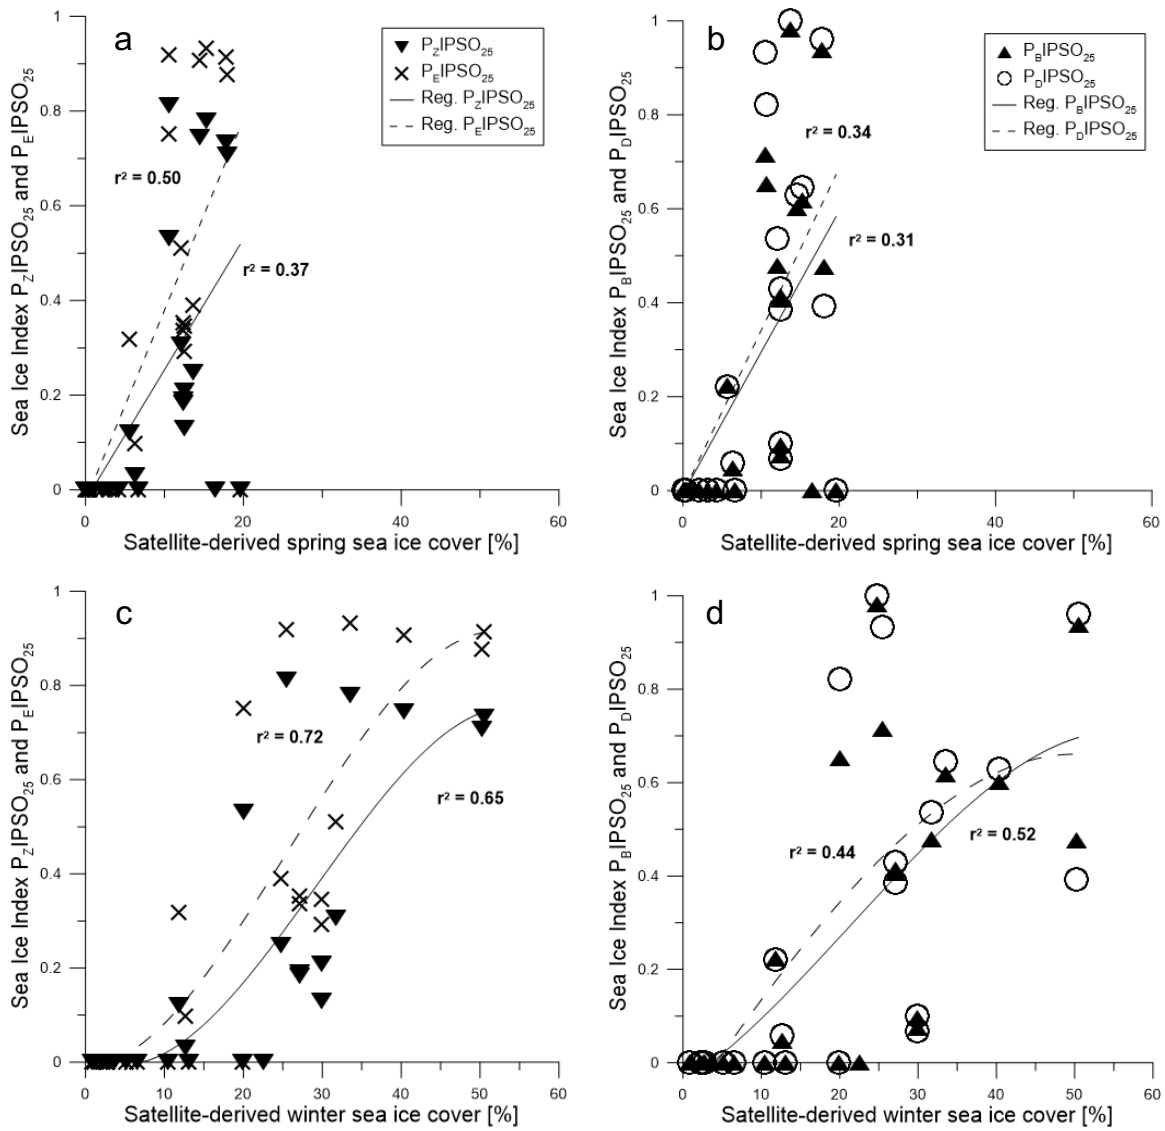 a
1
0.8
0.6
0.4
0.2
0
Sea Ice Index PZIPSO25 and PEIPSO25
PZIPSO25
PEIPSO25
Reg. PZIPSO25
Reg. PEIPSO25
r² = 0.50
r² = 0.37
0 20 40 60
Satellite-derived spring sea ice cover [%]
b
1
0.8
0.6
0.4
0.2
0
Sea Ice Index PBIPSO25 and PDIPSO25
PBIPSO25
PDIPSO25
Reg. PBIPSO25
Reg. PDIPSO25
r² = 0.34
r² = 0.31
0 20 40 60
Satellite-derived spring sea ice cover [%]
c
1
0.8
0.6
0.4
0.2
0
Sea Ice Index PZIPSO25 and PEIPSO25
r² = 0.72
r² = 0.65
0 10 20 30 40 50 60
Satellite-derived winter sea ice cover [%]
d
1
0.8
0.6
0.4
0.2
0
Sea Ice Index PBIPSO25 and PDIPSO25
r² = 0.44
r² = 0.52
0 10 20 30 40 50 60
Satellite-derived winter sea ice cover [%]